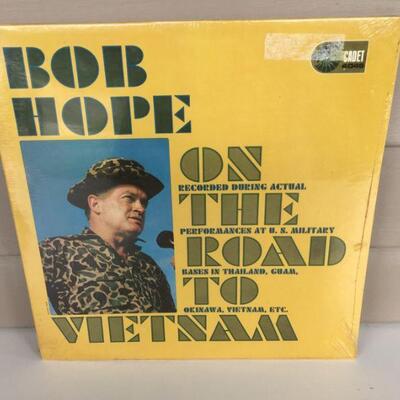 BOB
HOPE
CADET
4046
ON
RECORDED DURING ACTUAL
THE
PERFORMANCES AT U. S. MILITARY
ROAD
BASES IN THAILAND, GUAM,
TO
OKINAWA, VIETNAM, ETC.
VIETNAM